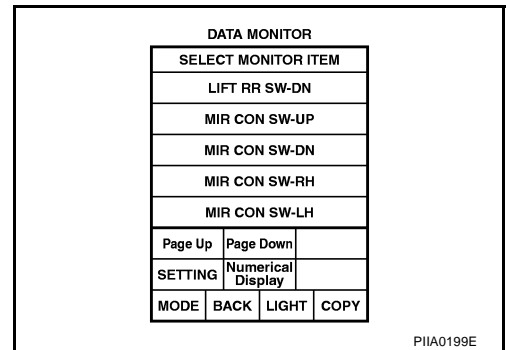 DATA MONITOR
SELECT MONITOR ITEM
LIFT RR SW-DN
MIR CON SW-UP
MIR CON SW-DN
MIR CON SW-RH
MIR CON SW-LH
Page Up Page Down
SETTING Numerical Display
MODE BACK LIGHT COPY
PIIA0199E